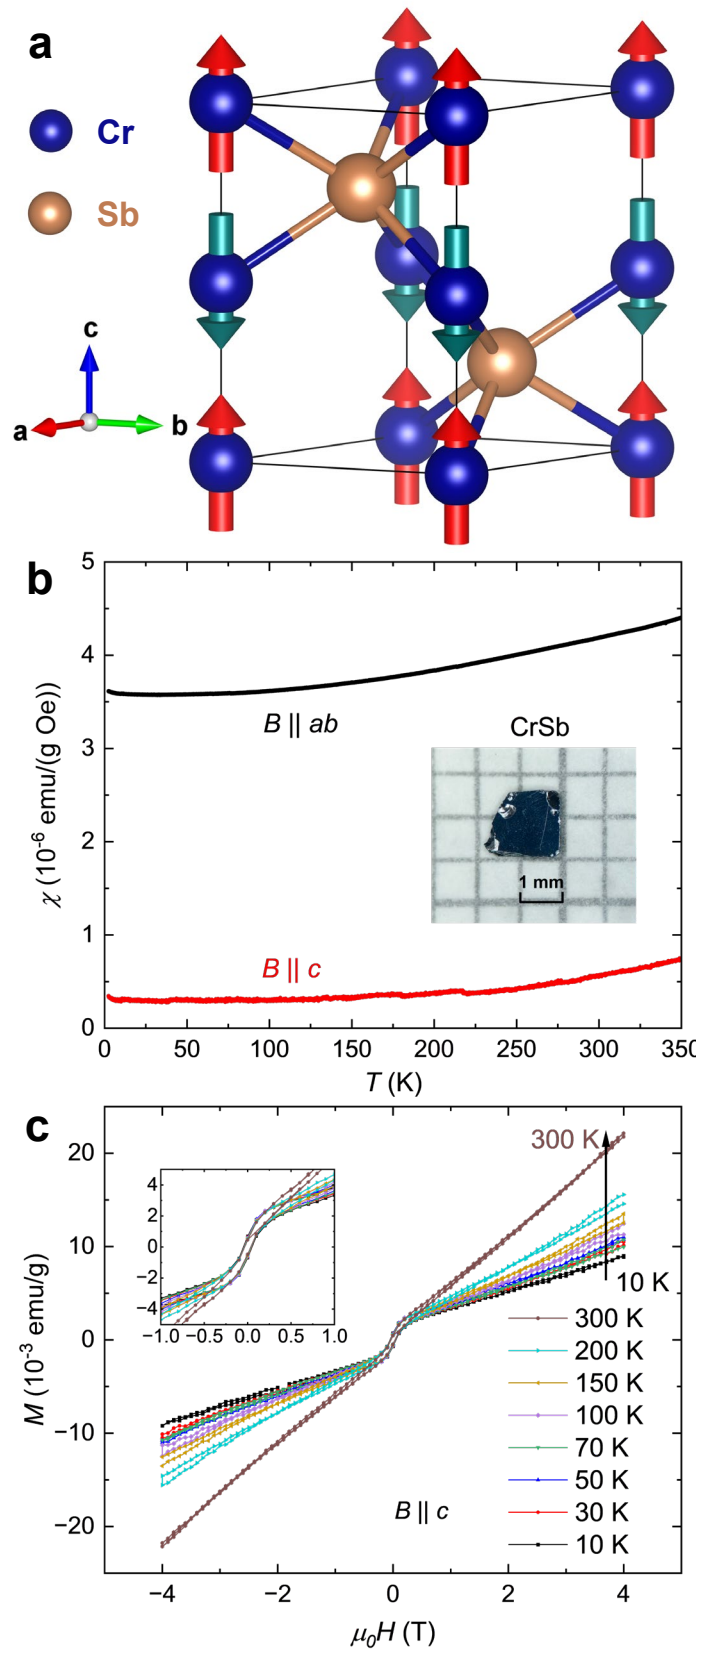 a
Cr
Sb
c
a
b
b
5
4
3
2
1
0
χ (10⁻⁶ emu/(g Oe))
B || ab
CrSb
1 mm
B || c
0 50 100 150 200 250 300 350
T (K)
c
20
10
0
−10
−20
M (10⁻³ emu/g)
4
2
0
−2
−4
−1.0 −0.5 0.0 0.5 1.0
300 K
10 K
300 K
200 K
150 K
100 K
70 K
50 K
30 K
10 K
B || c
−4 −2 0 2 4
μ₀H (T)